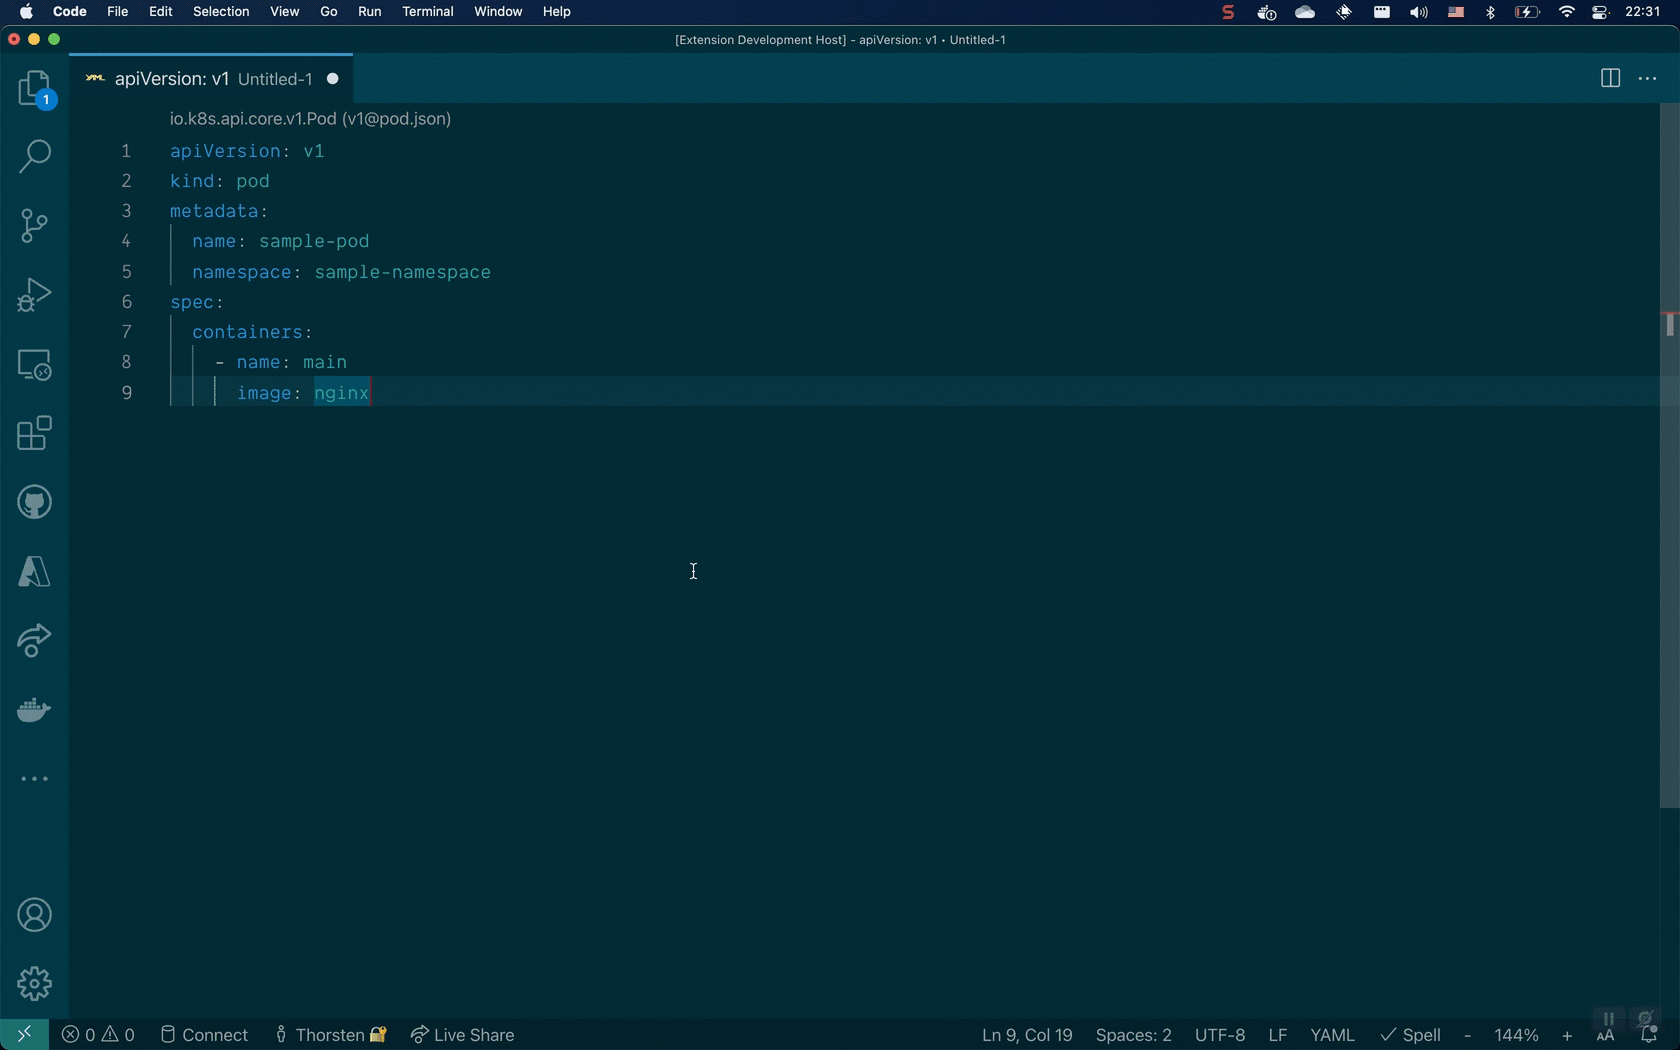 Code File Edit Selection View Go Run Terminal Window Help 22:31
[Extension Development Host] - apiVersion: v1 • Untitled-1
apiVersion: v1 Untitled-1
1
io.k8s.api.core.v1.Pod (v1@pod.json)
1 apiVersion: v1
2 kind: pod
3 metadata:
4 name: sample-pod
5 namespace: sample-namespace
6 spec:
7 containers:
8 - name: main
9 image: nginx
0 0 Connect Thorsten Live Share Ln 9, Col 19 Spaces: 2 UTF-8 LF YAML Spell - 144% + AA